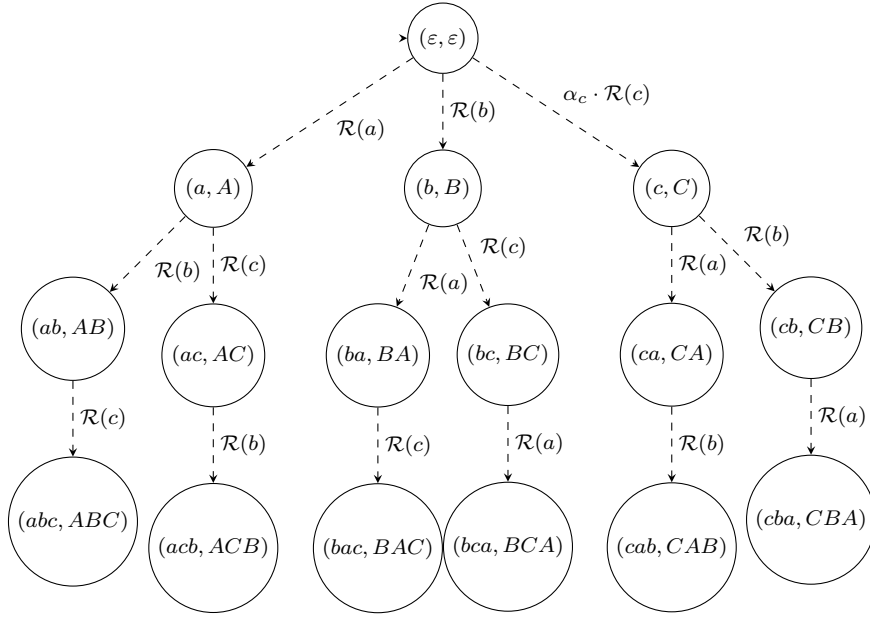 (ε, ε)
α_c · R(c)
R(b)
R(a)
(a, A)
(b, B)
(c, C)
R(b)
R(c)
R(c)
R(a)
R(a)
R(b)
(ab, AB)
(ac, AC)
(ba, BA)
(bc, BC)
(ca, CA)
(cb, CB)
R(c)
R(b)
R(c)
R(a)
R(b)
R(a)
(abc, ABC)
(acb, ACB)
(bac, BAC)
(bca, BCA)
(cab, CAB)
(cba, CBA)